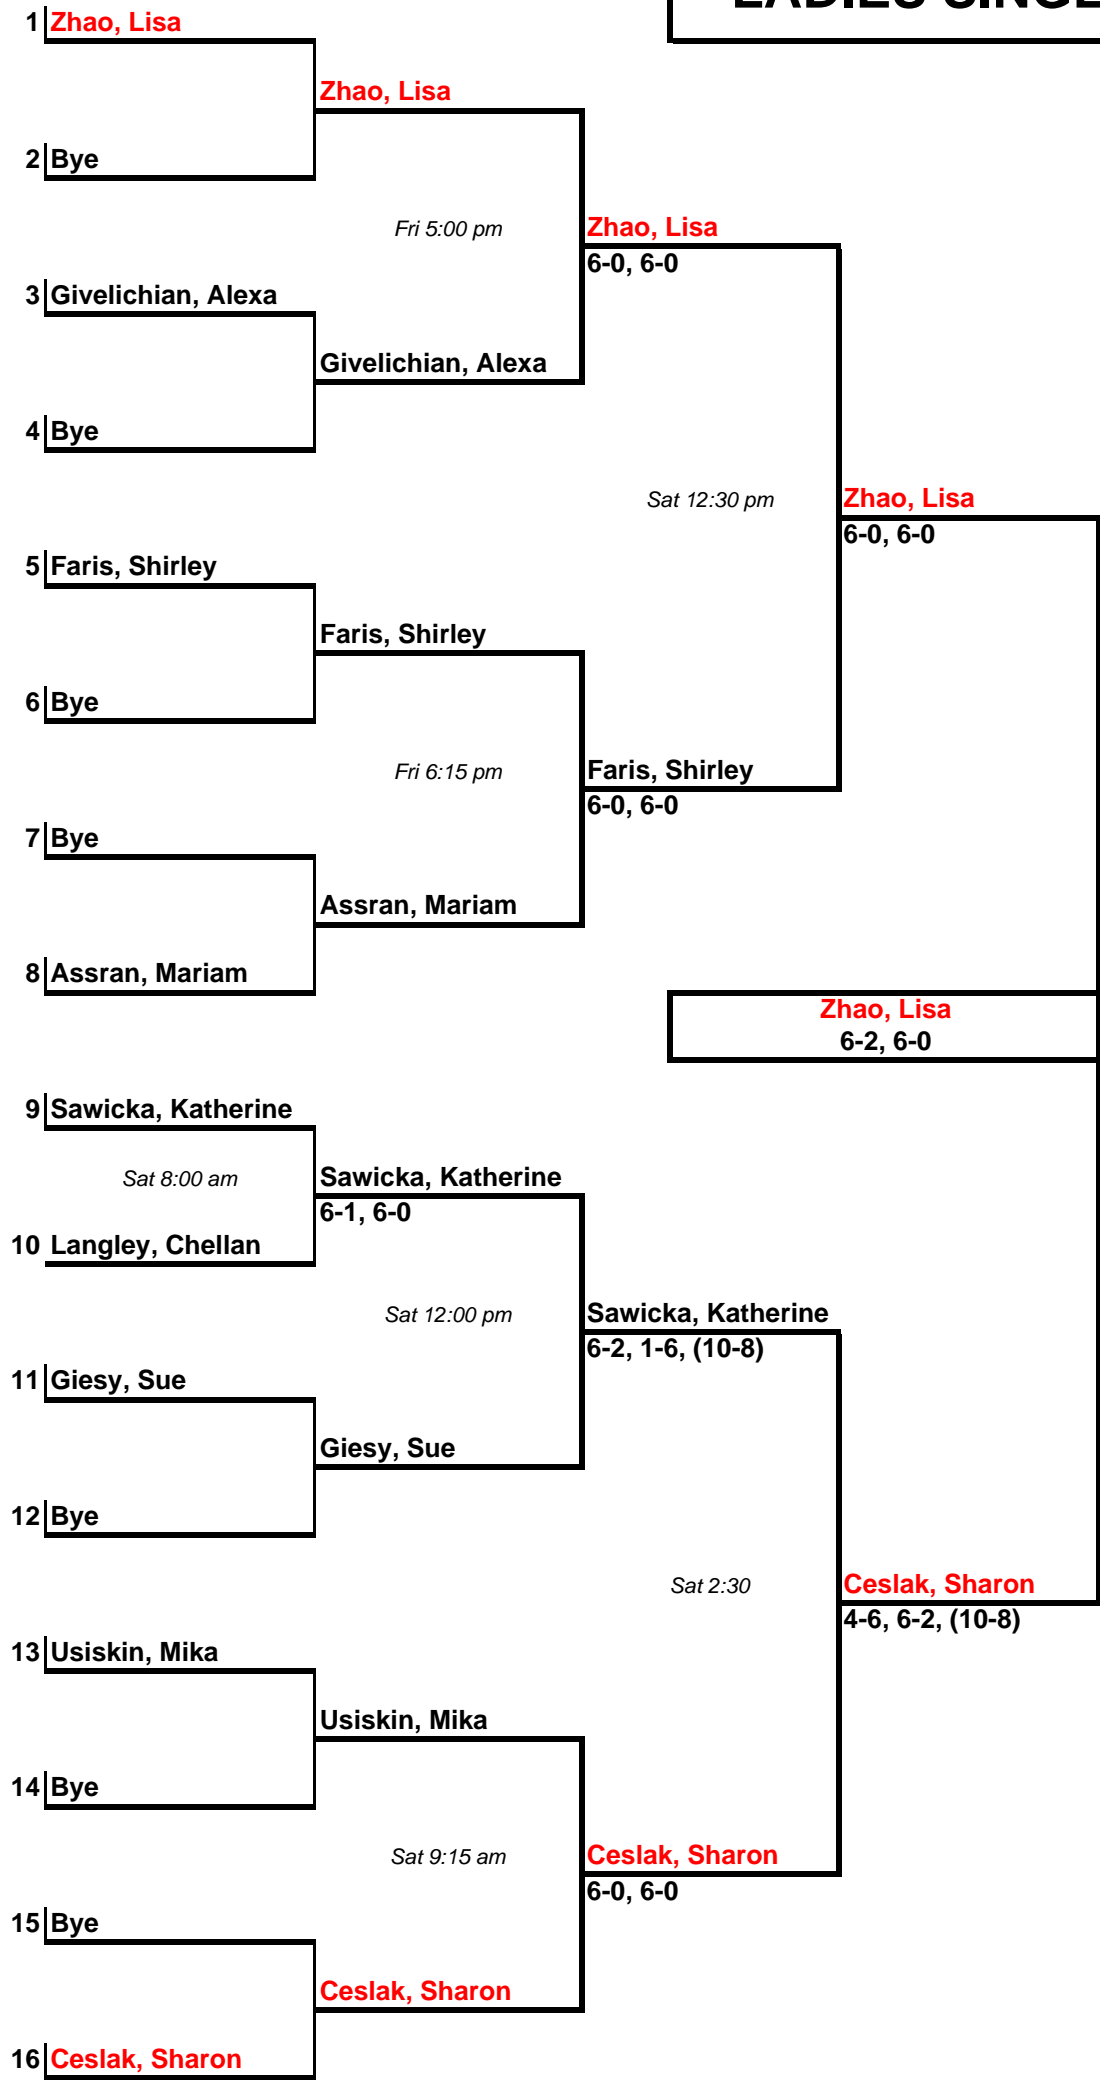 LADIES SINGLE
1 Zhao, Lisa
Zhao, Lisa
2 Bye
Fri 5:00 pm
Zhao, Lisa
6-0, 6-0
3 Givelichian, Alexa
Givelichian, Alexa
4 Bye
Sat 12:30 pm
Zhao, Lisa
6-0, 6-0
5 Faris, Shirley
Faris, Shirley
6 Bye
Fri 6:15 pm
Faris, Shirley
6-0, 6-0
7 Bye
Assran, Mariam
8 Assran, Mariam
Zhao, Lisa
6-2, 6-0
9 Sawicka, Katherine
Sat 8:00 am
Sawicka, Katherine
6-1, 6-0
10 Langley, Chellan
Sat 12:00 pm
Sawicka, Katherine
6-2, 1-6, (10-8)
11 Giesy, Sue
Giesy, Sue
12 Bye
Sat 2:30
Ceslak, Sharon
4-6, 6-2, (10-8)
13 Usiskin, Mika
Usiskin, Mika
14 Bye
Sat 9:15 am
Ceslak, Sharon
6-0, 6-0
15 Bye
Ceslak, Sharon
16 Ceslak, Sharon